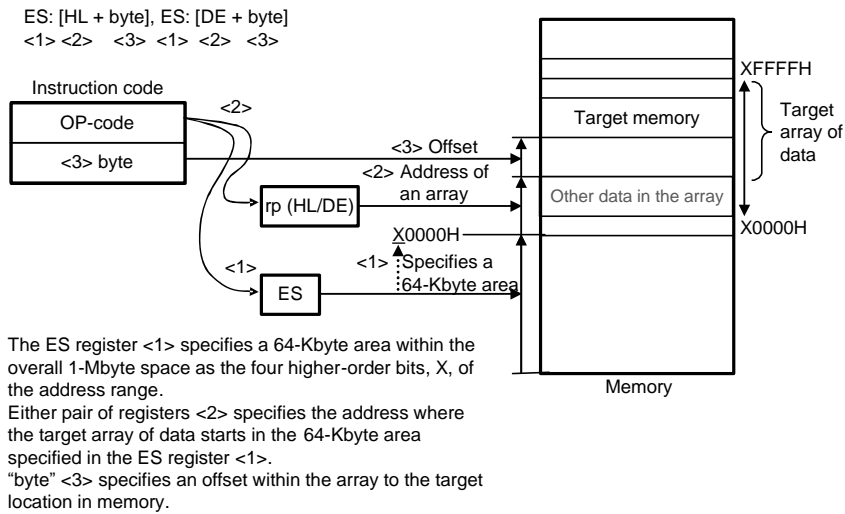 ES: [HL + byte], ES: [DE + byte]
<1> <2> <3> <1> <2> <3>
Instruction code
OP-code
<3> byte
<2>
<3> Offset
<2> Address of
an array
rp (HL/DE)
X0000H
<1>
<1> Specifies a
64-Kbyte area
ES
XFFFFH
Target memory
Target
array of
data
Other data in the array
X0000H
Memory
The ES register <1> specifies a 64-Kbyte area within the
overall 1-Mbyte space as the four higher-order bits, X, of
the address range.
Either pair of registers <2> specifies the address where
the target array of data starts in the 64-Kbyte area
specified in the ES register <1>.
“byte” <3> specifies an offset within the array to the target
location in memory.